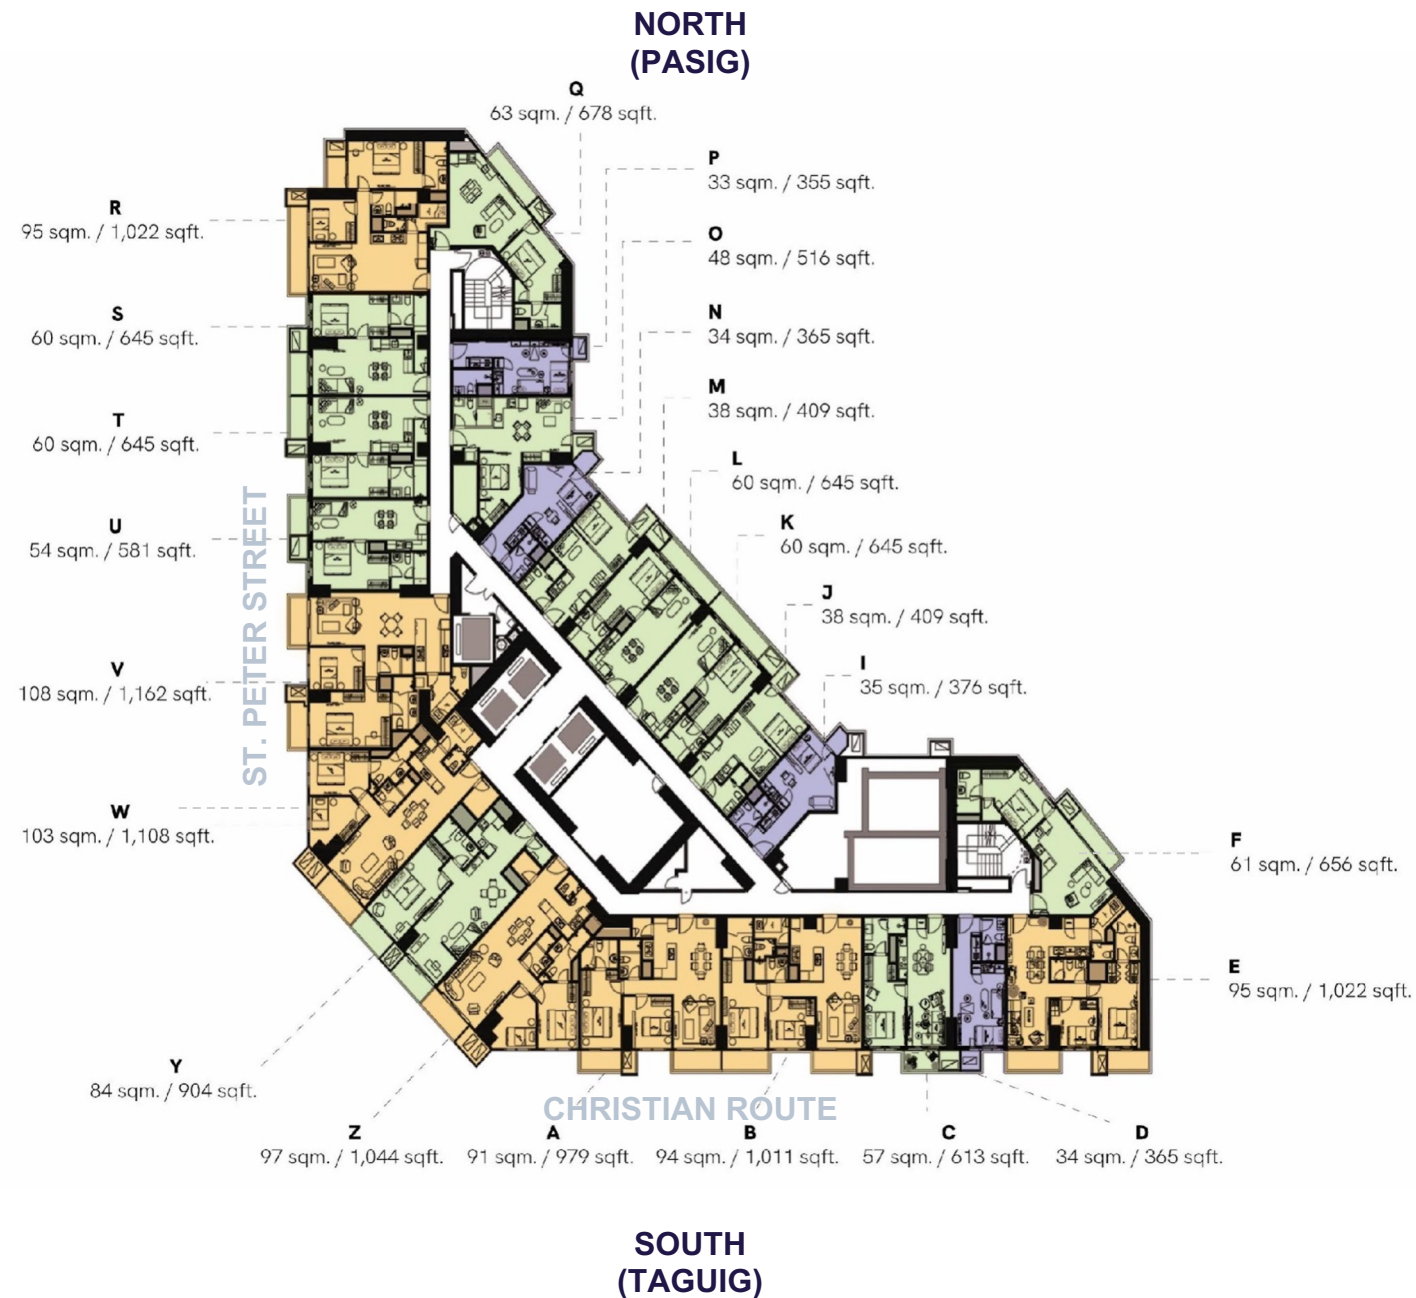 NORTH
(PASIG)
Q
63 sqm. / 678 sqft.
P
33 sqm. / 355 sqft.
R
95 sqm. / 1,022 sqft.
O
48 sqm. / 516 sqft.
S
60 sqm. / 645 sqft.
N
34 sqm. / 365 sqft.
M
38 sqm. / 409 sqft.
T
60 sqm. / 645 sqft.
L
60 sqm. / 645 sqft.
U
54 sqm. / 581 sqft.
K
60 sqm. / 645 sqft.
ST. PETER STREET
J
38 sqm. / 409 sqft.
V
108 sqm. / 1,162 sqft.
I
35 sqm. / 376 sqft.
W
103 sqm. / 1,108 sqft.
F
61 sqm. / 656 sqft.
E
95 sqm. / 1,022 sqft.
Y
84 sqm. / 904 sqft.
CHRISTIAN ROUTE
Z
97 sqm. / 1,044 sqft.
A
91 sqm. / 979 sqft.
B
94 sqm. / 1,011 sqft.
C
57 sqm. / 613 sqft.
D
34 sqm. / 365 sqft.
SOUTH
(TAGUIG)